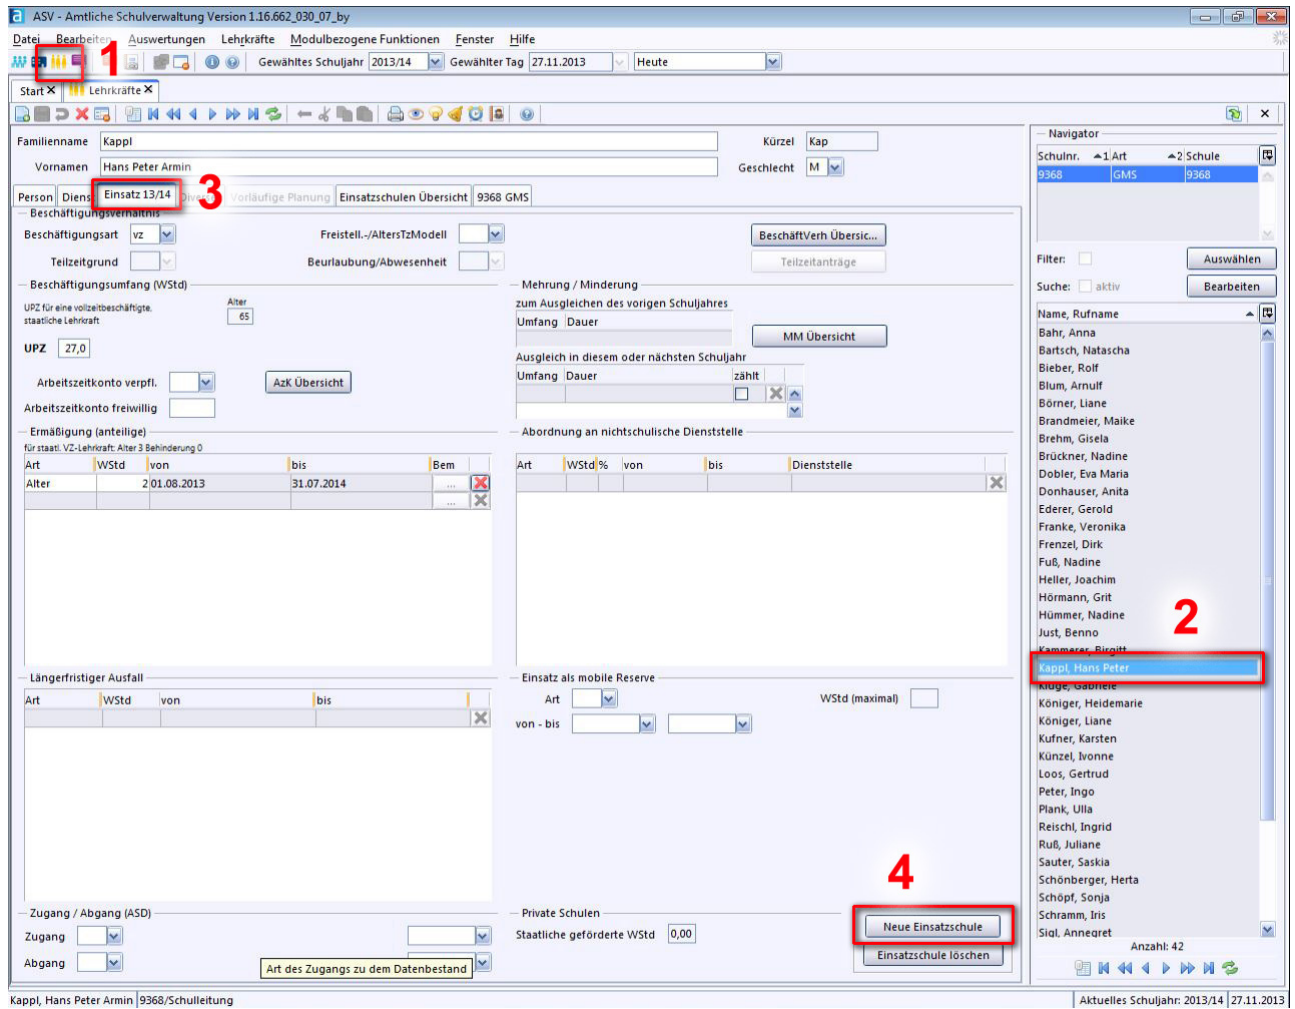 ASV - Amtliche Schulverwaltung Version 1.16.662_030_07_by
Datei Bearbeiten Auswertungen Lehrkräfte Modulbezogene Funktionen Fenster Hilfe
1
Gewähltes Schuljahr 2013/14 Gewählter Tag 27.11.2013 Heute
Start Lehrkräfte
Familienname Kappl Kürzel Kap
Vornamen Hans Peter Armin Geschlecht M
Person Diens Einsatz 13/14 3 Vorläufige Planung Einsatzschulen Übersicht 9368 GMS
Beschäftigungsverhältnis
Beschäftigungsart vz Freistell.-/AltersTzModell BeschäftVerh Übersic...
Teilzeitgrund Beurlaubung/Abwesenheit Teilzeitanträge
Beschäftigungsumfang (WStd)
UPZ für eine vollzeitbeschäftigte,
staatliche Lehrkraft
Alter
65
UPZ 27,0
Arbeitszeitkonto verpfl. AzK Übersicht
Arbeitszeitkonto freiwillig
Mehrung / Minderung
zum Ausgleichen des vorigen Schuljahres
Umfang Dauer
MM Übersicht
Ausgleich in diesem oder nächsten Schuljahr
Umfang Dauer zählt
Ermäßigung (anteilige)
für staatl. VZ-Lehrkraft: Alter 3 Behinderung 0
Art WStd von bis Bem
Alter 2 01.08.2013 31.07.2014 ...
...
Abordnung an nichtschulische Dienststelle
Art WStd % von bis Dienststelle
Längerfristiger Ausfall
Art WStd von bis
Einsatz als mobile Reserve
Art WStd (maximal)
von - bis
Zugang / Abgang (ASD)
Zugang
Abgang
Art des Zugangs zu dem Datenbestand
Private Schulen
Staatliche geförderte WStd 0,00
4
Neue Einsatzschule
Einsatzschule löschen
Navigator
Schulnr. 1 Art 2 Schule
9368 GMS 9368
Filter: Auswählen
Suche: aktiv Bearbeiten
Name, Rufname
Bahr, Anna
Bartsch, Natascha
Bieber, Rolf
Blum, Arnulf
Börner, Liane
Brandmeier, Maike
Brehm, Gisela
Brückner, Nadine
Dobler, Eva Maria
Donhauser, Anita
Ederer, Gerold
Franke, Veronika
Frenzel, Dirk
Fuß, Nadine
Heller, Joachim
Hörmann, Grit
Hümmer, Nadine
2
Just, Benno
Kammerer, Birgitt
Kappl, Hans Peter
Kluge, Gabriele
Königer, Heidemarie
Königer, Liane
Kufner, Karsten
Künzel, Ivonne
Loos, Gertrud
Peter, Ingo
Plank, Ulla
Reischl, Ingrid
Ruß, Juliane
Sauter, Saskia
Schönberger, Herta
Schöpf, Sonja
Schramm, Iris
Sigl, Annegret
Anzahl: 42
Kappl, Hans Peter Armin 9368/Schulleitung Aktuelles Schuljahr: 2013/14 27.11.2013